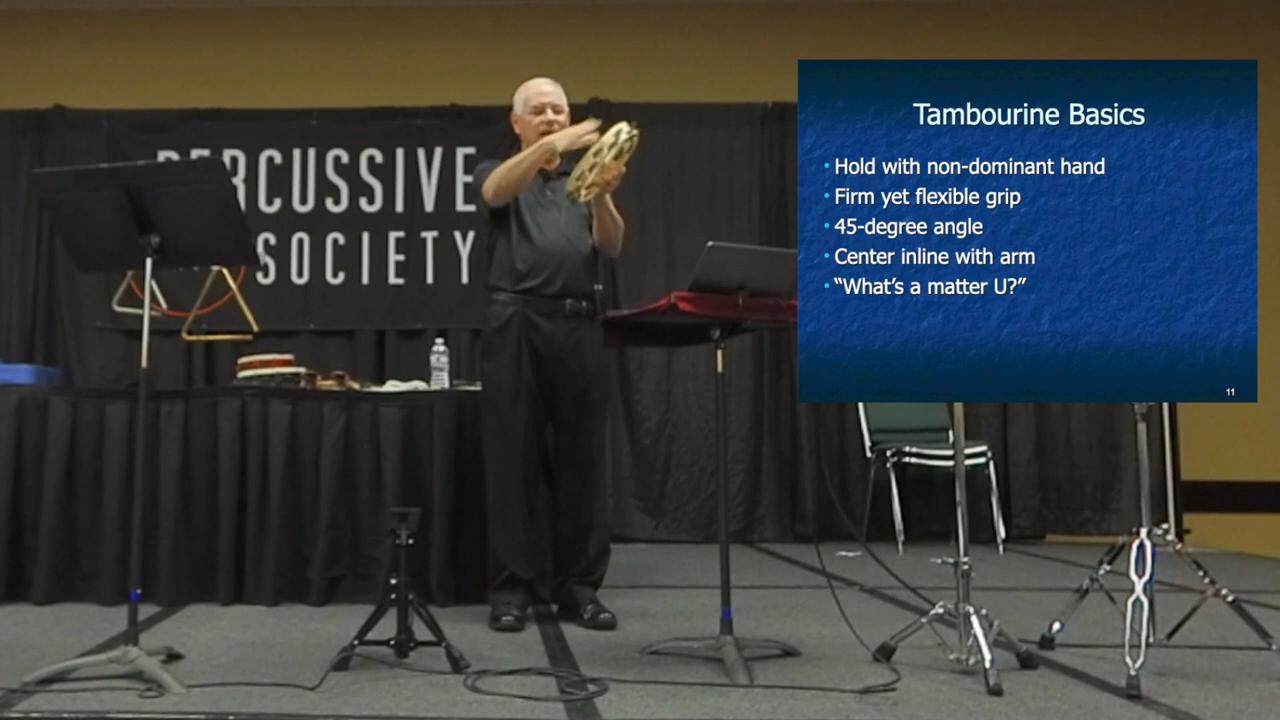 PERCUSSIVE
SOCIETY
Tambourine Basics
• Hold with non-dominant hand
• Firm yet flexible grip
• 45-degree angle
• Center inline with arm
• “What’s a matter U?”
11